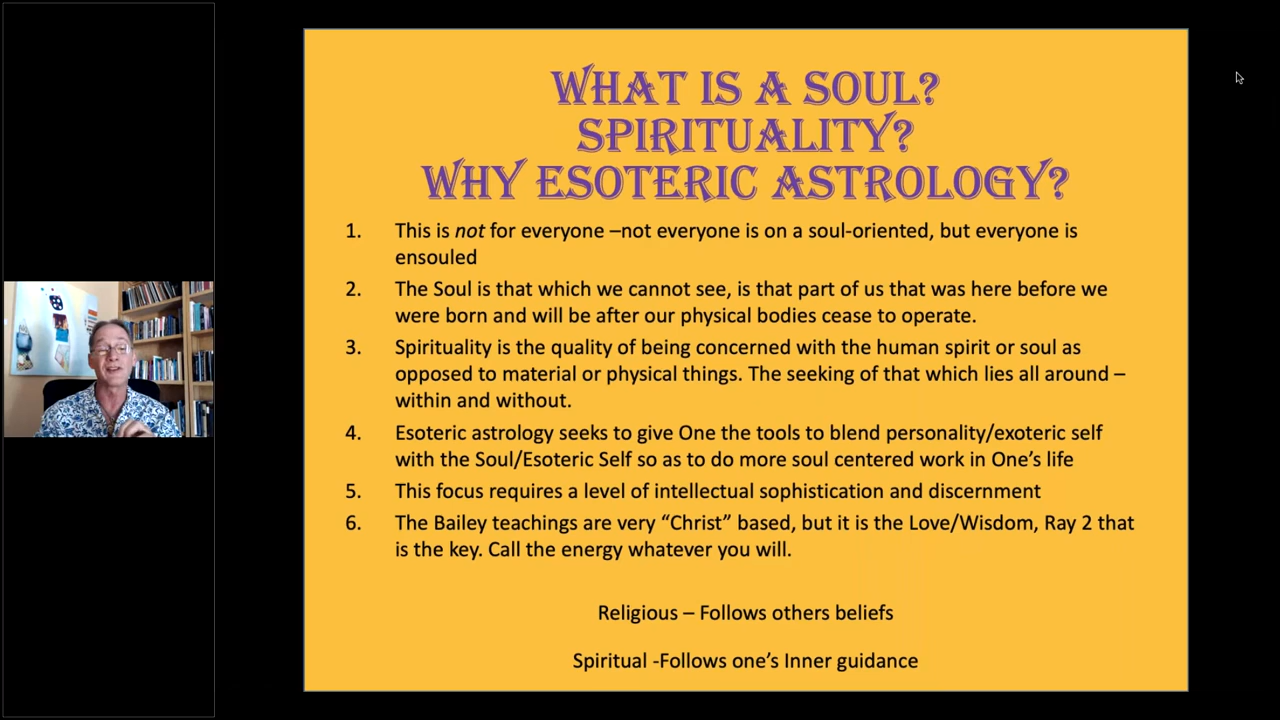 WHAT IS A SOUL?
SPIRITUALITY?
WHY ESOTERIC ASTROLOGY?
1. This is not for everyone –not everyone is on a soul-oriented, but everyone is
ensouled
2. The Soul is that which we cannot see, is that part of us that was here before we
were born and will be after our physical bodies cease to operate.
3. Spirituality is the quality of being concerned with the human spirit or soul as
opposed to material or physical things. The seeking of that which lies all around –
within and without.
4. Esoteric astrology seeks to give One the tools to blend personality/exoteric self
with the Soul/Esoteric Self so as to do more soul centered work in One’s life
5. This focus requires a level of intellectual sophistication and discernment
6. The Bailey teachings are very “Christ” based, but it is the Love/Wisdom, Ray 2 that
is the key. Call the energy whatever you will.
Religious – Follows others beliefs
Spiritual -Follows one’s Inner guidance